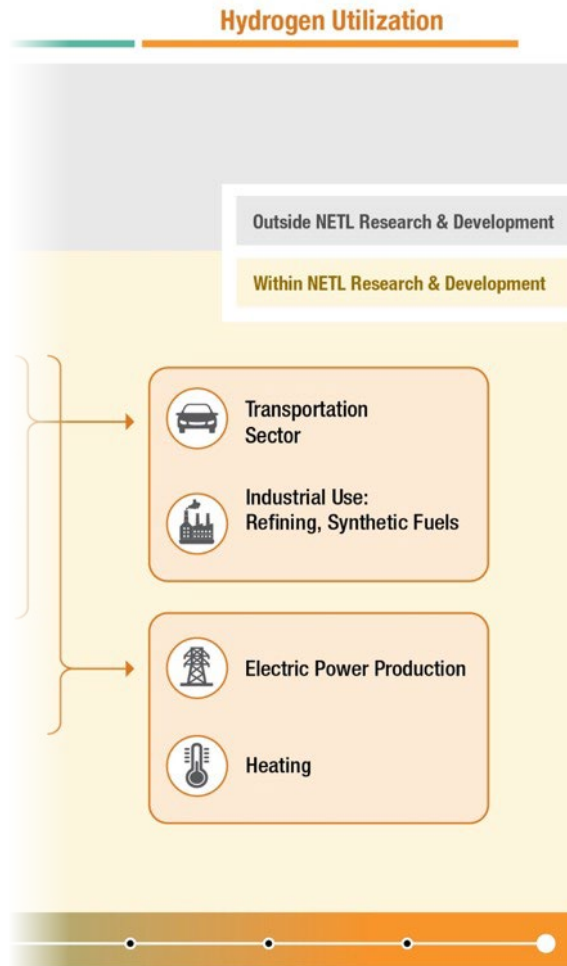 Hydrogen Utilization
Outside NETL Research & Development
Within NETL Research & Development
Transportation
Sector
Industrial Use:
Refining, Synthetic Fuels
Electric Power Production
Heating